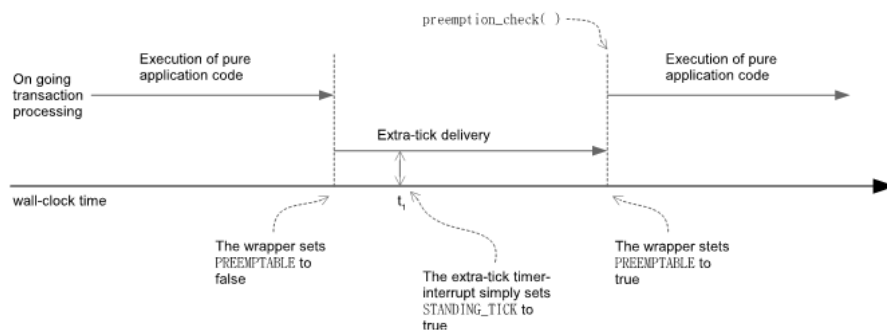 preemption_check( )
Execution of pure
application code
Execution of pure
application code
On going
transaction
processing
Extra-tick delivery
wall-clock time
t1
The wrapper sets
PREEMPTABLE to
false
The extra-tick timer-
interrupt simply sets
STANDING_TICK to
true
The wrapper stets
PREEMPTABLE to
true